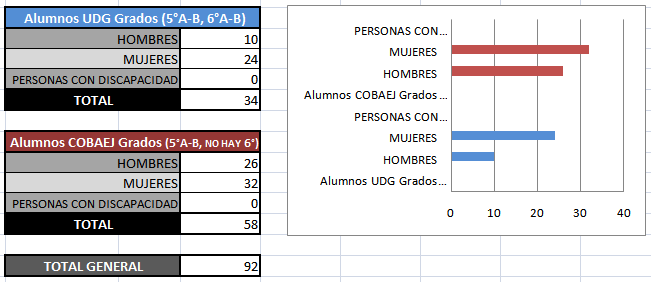 Alumnos UDG Grados (5°A-B, 6°A-B)
HOMBRES 10
MUJERES 24
PERSONAS CON DISCAPACIDAD 0
TOTAL 34
Alumnos COBAEJ Grados (5°A-B, NO HAY 6°)
HOMBRES 26
MUJERES 32
PERSONAS CON DISCAPACIDAD 0
TOTAL 58
TOTAL GENERAL 92
PERSONAS CON...
MUJERES
HOMBRES
Alumnos COBAEJ Grados...
PERSONAS CON...
MUJERES
HOMBRES
Alumnos UDG Grados...
0 10 20 30 40